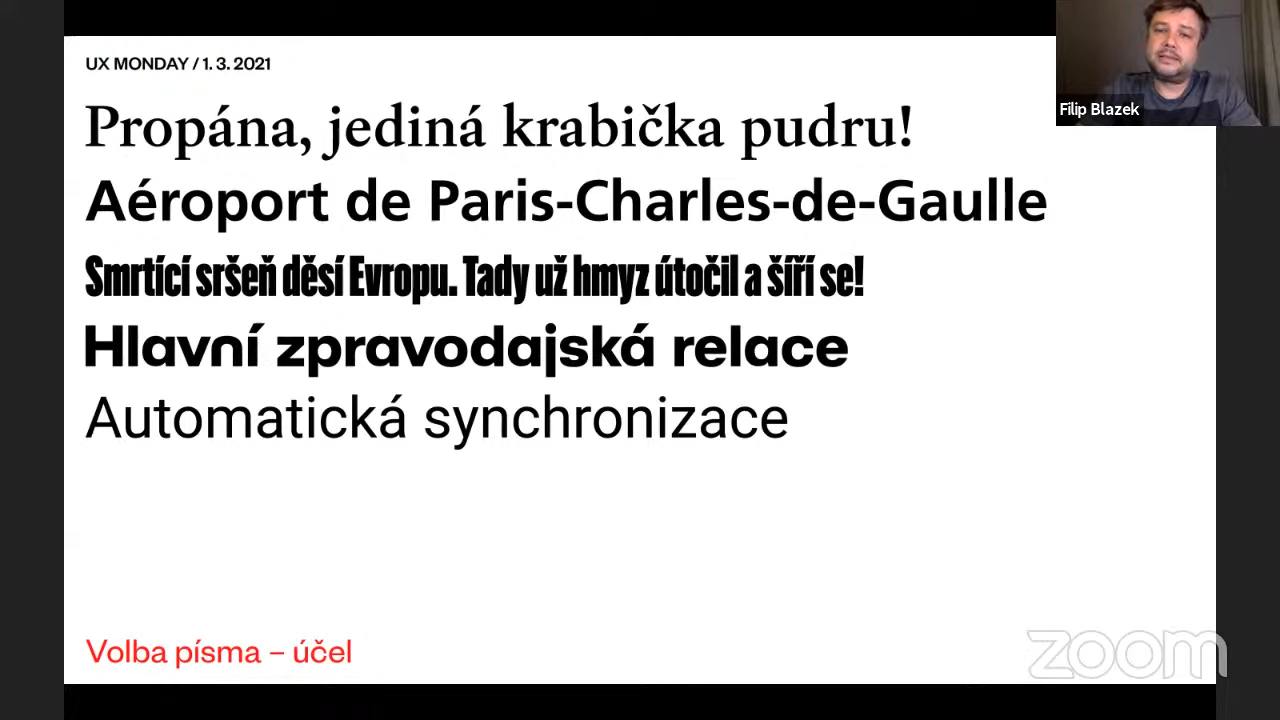 UX MONDAY / 1. 3. 2021
Filip Blazek
Propána, jediná krabička pudru!
Aéroport de Paris-Charles-de-Gaulle
Smrtící sršeň děsí Evropu. Tady už hmyz útočil a šíří se!
Hlavní zpravodajská relace
Automatická synchronizace
Volba písma – účel
zoom